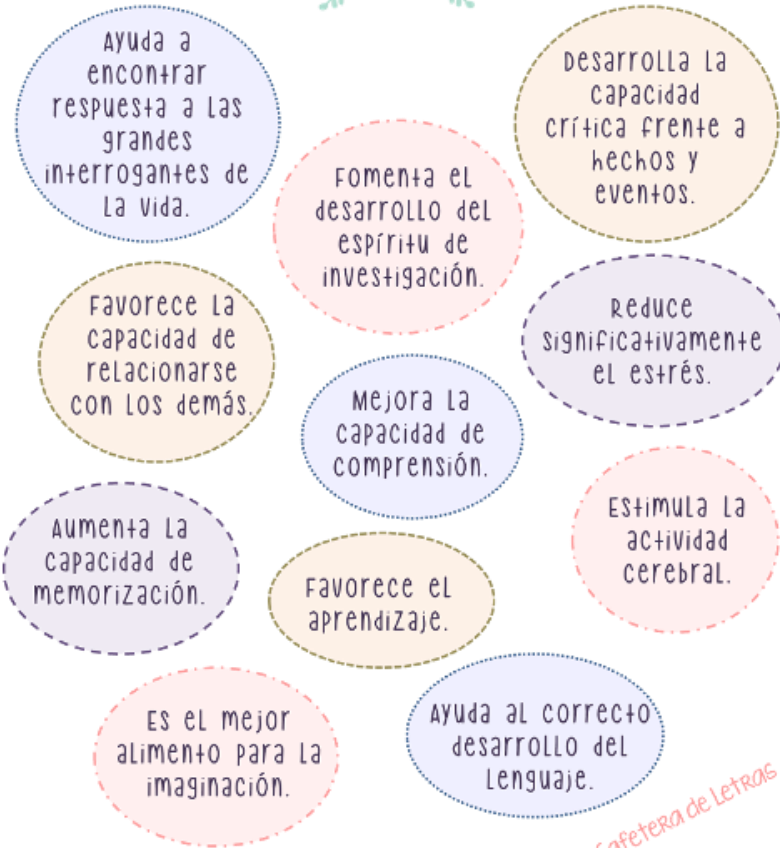 Ayuda a
encontrar
respuesta a las
grandes
interrogantes de
la vida.
Desarrolla la
capacidad
crítica frente a
hechos y
eventos.
Fomenta el
desarrollo del
espíritu de
investigación.
Favorece la
capacidad de
relacionarse
con los demás.
Reduce
significativamente
el estrés.
Mejora la
capacidad de
comprensión.
Aumenta la
capacidad de
memorización.
Estimula la
actividad
cerebral.
Favorece el
aprendizaje.
Es el mejor
alimento para la
imaginación.
Ayuda al correcto
desarrollo del
lenguaje.
afetera de Letras